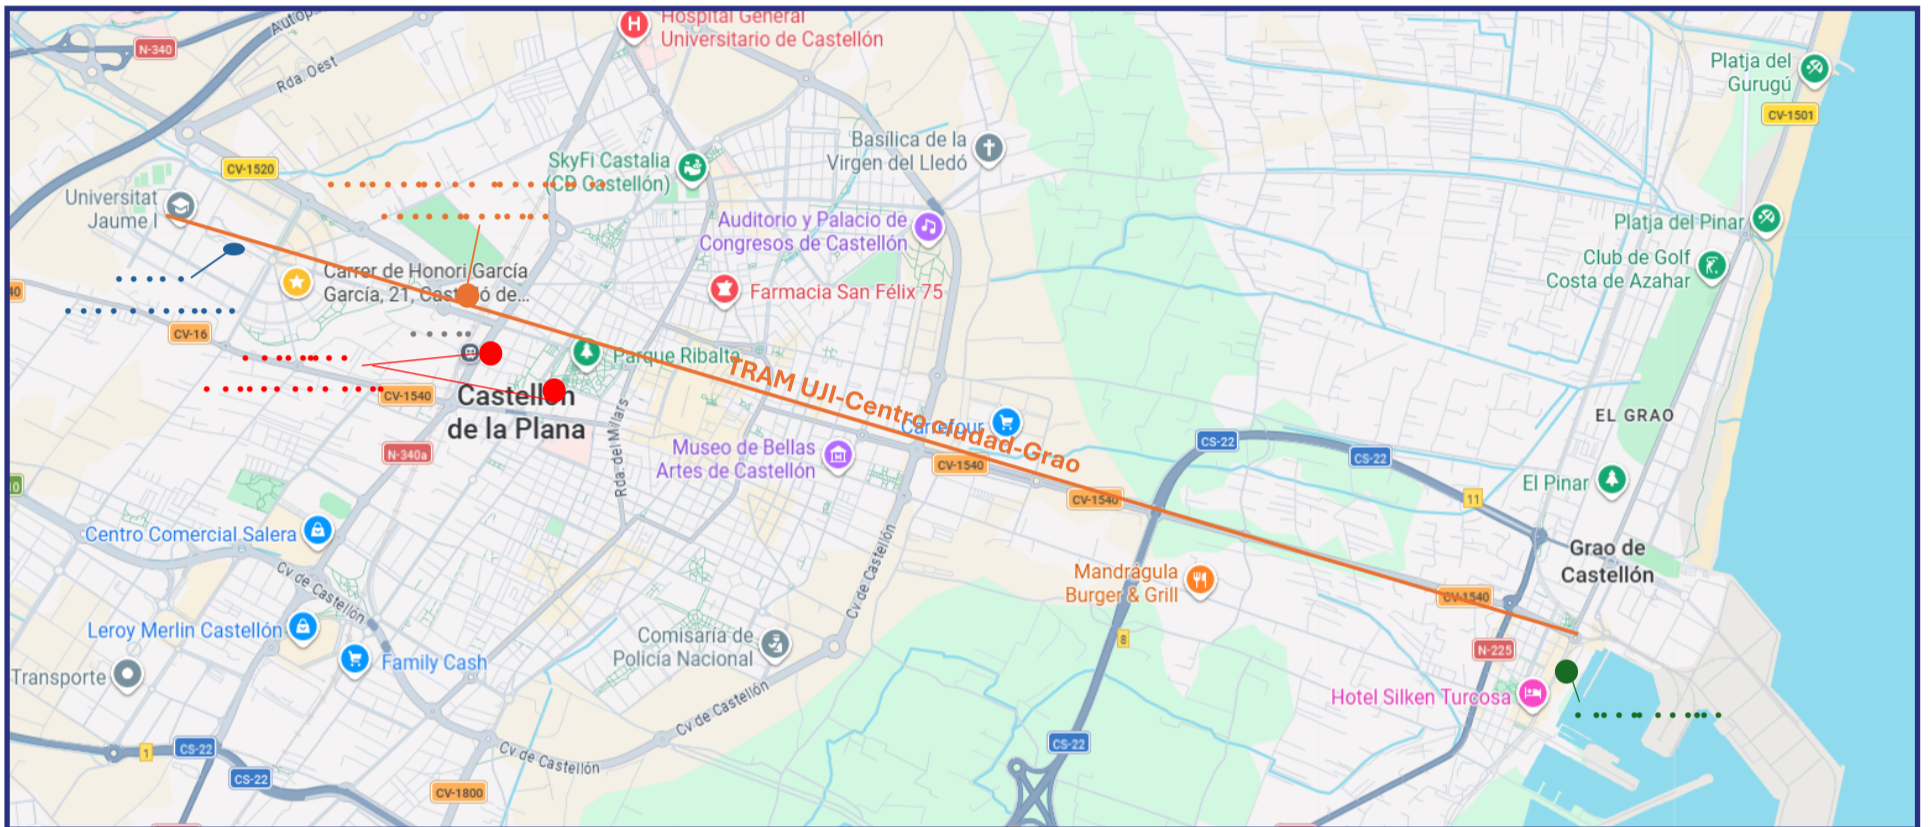 Hospital General
Universitario de Castellón
N-340
Autopi
Rda. Oest
Platja del
Gurugú
CV-1501
Basílica de la
Virgen del Lledó
CV-1520
SkyFi Castalia
(CD Castellón)
Universitat
Jaume I
Auditorio y Palacio de
Congresos de Castellón
Platja del Pinar
Club de Golf
Costa de Azahar
Carrer de Honori García
García, 21, Castelló de...
40
Farmacia San Félix 75
CV-16
Parque Ribalta
TRAM UJI-Centro ciudad-Grao
CV-1540
Castellón
de la Plana
EL GRAO
Carrefour
Rda. del Millars
N-340a
Museo de Bellas
Artes de Castellón
CV-1540
CS-22
CS-22
CV-1540
11
El Pinar
10
Centro Comercial Salera
Cv de Castellón
Cv de Castellón
Grao de
Castellón
Mandrágula
Burger & Grill
CV-1540
Leroy Merlin Castellón
Family Cash
Comisaría de
Policía Nacional
8
N-225
Transporte
Hotel Silken Turcosa
Cv de Castellón
1
CS-22
CS-22
Cv de Castellón
CS-22
CV-1800